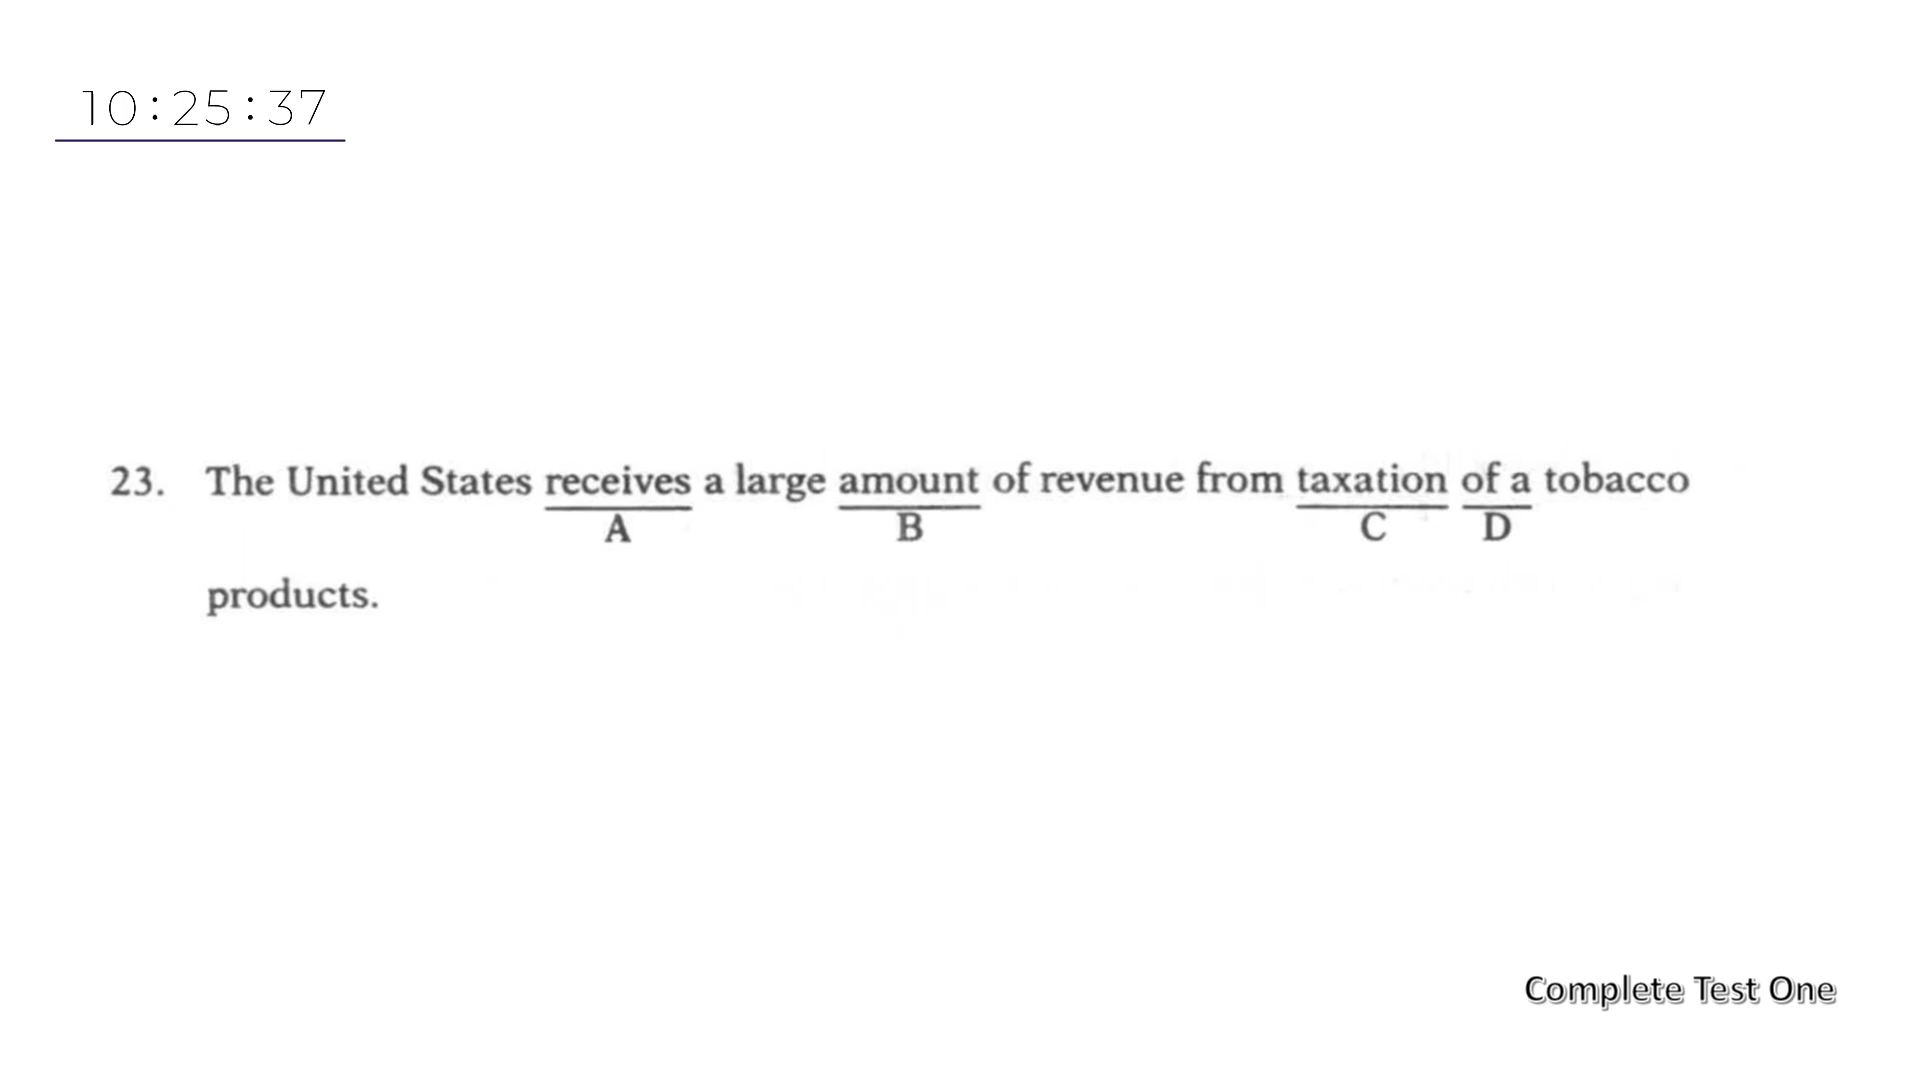 10:25:37
23. The United States receives a large amount of revenue from taxation of a tobacco
A B C D
products.
Complete Test One